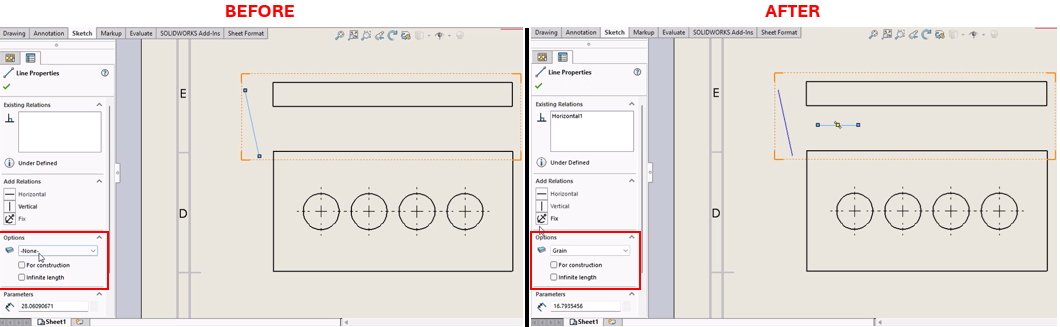 BEFORE
Drawing Annotation Sketch Markup Evaluate SOLIDWORKS Add-Ins Sheet Format
Line Properties
Existing Relations
Under Defined
Add Relations
Horizontal
Vertical
Fix
Options
-None-
For construction
Infinite length
Parameters
28.06090671
Sheet1
E
D
AFTER
Drawing Annotation Sketch Markup Evaluate SOLIDWORKS Add-Ins Sheet Format
Line Properties
Existing Relations
Horizontal1
Under Defined
Add Relations
Horizontal
Vertical
Fix
Options
Grain
For construction
Infinite length
Parameters
16.7935456
Sheet1
E
D